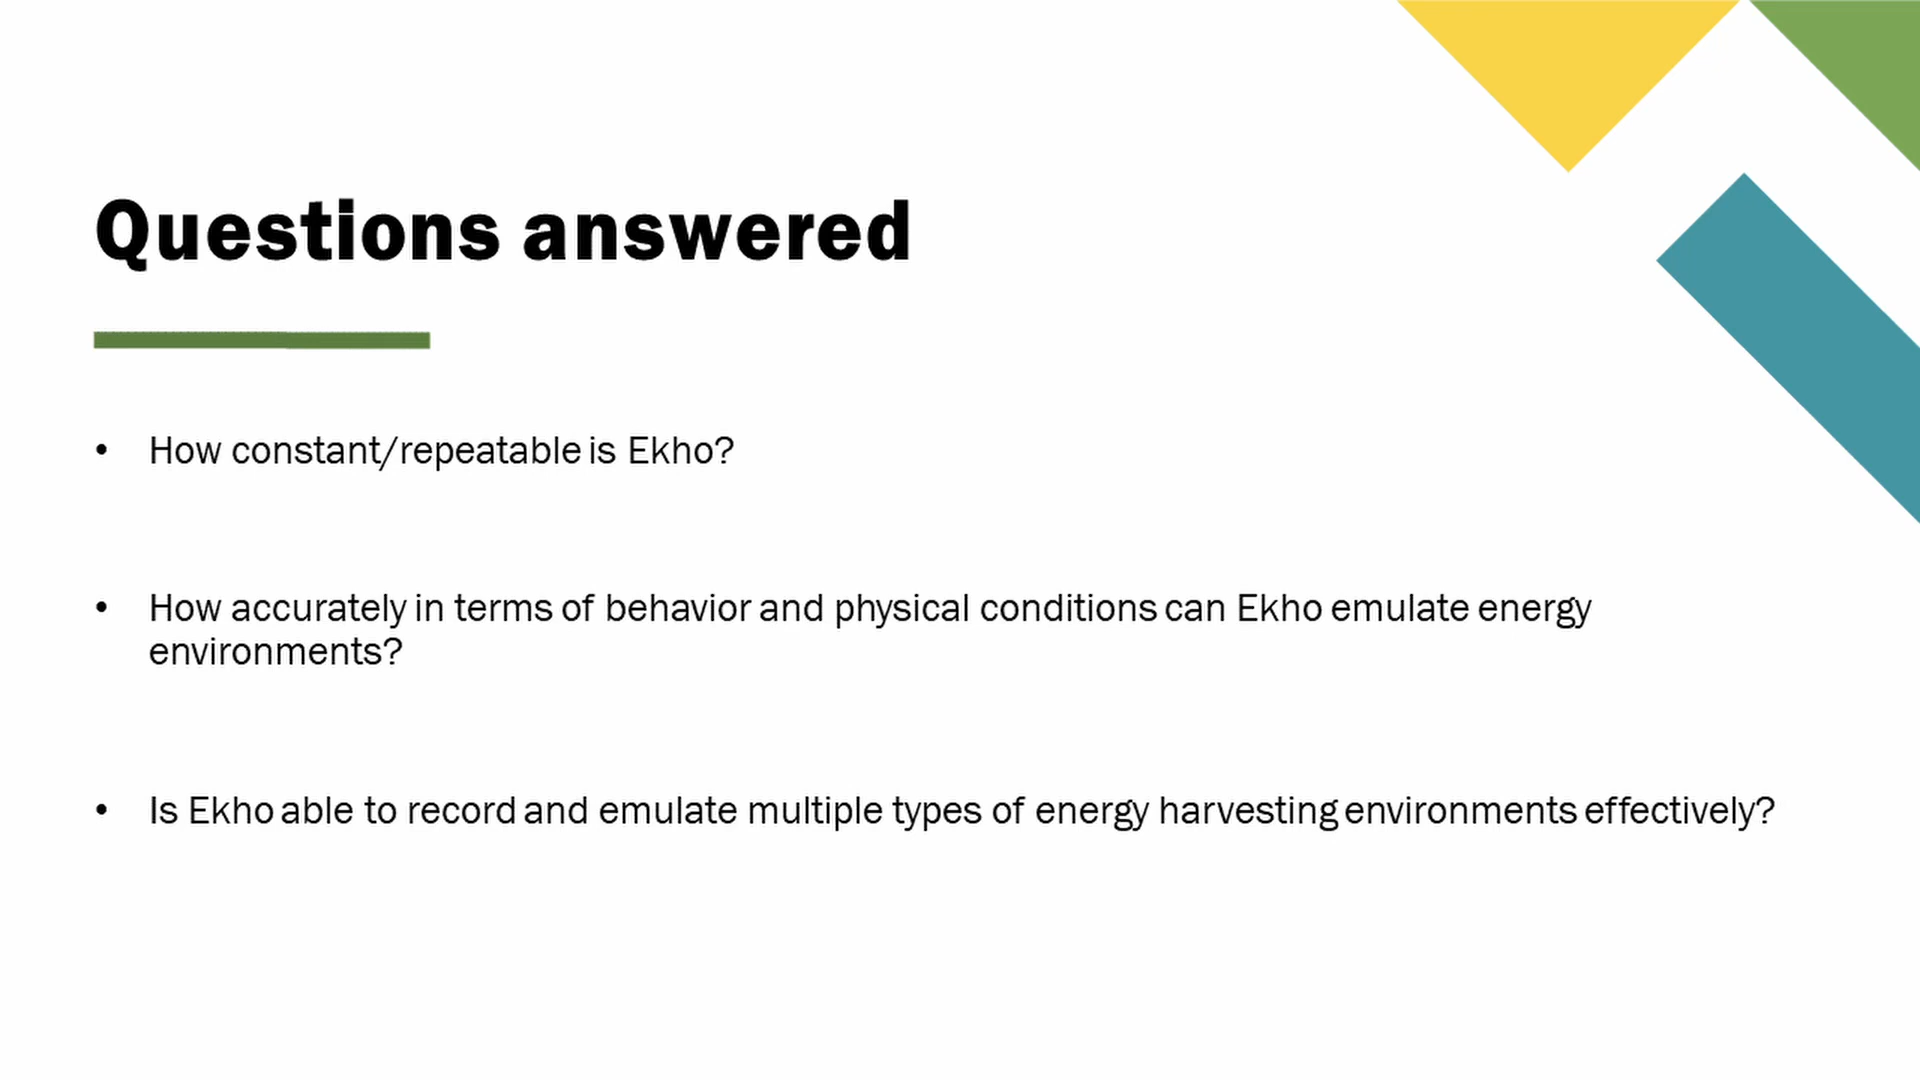 Questions answered
• How constant/repeatable is Ekho?
• How accurately in terms of behavior and physical conditions can Ekho emulate energy
environments?
• Is Ekho able to record and emulate multiple types of energy harvesting environments effectively?